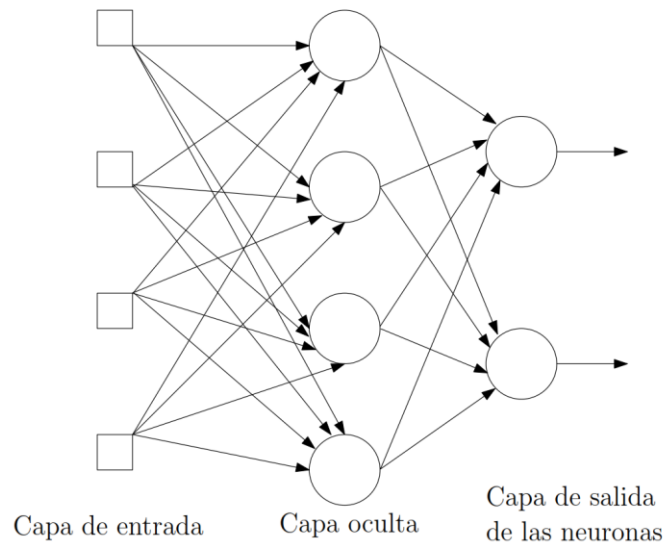 Capa de entrada
Capa oculta
Capa de salida
de las neuronas